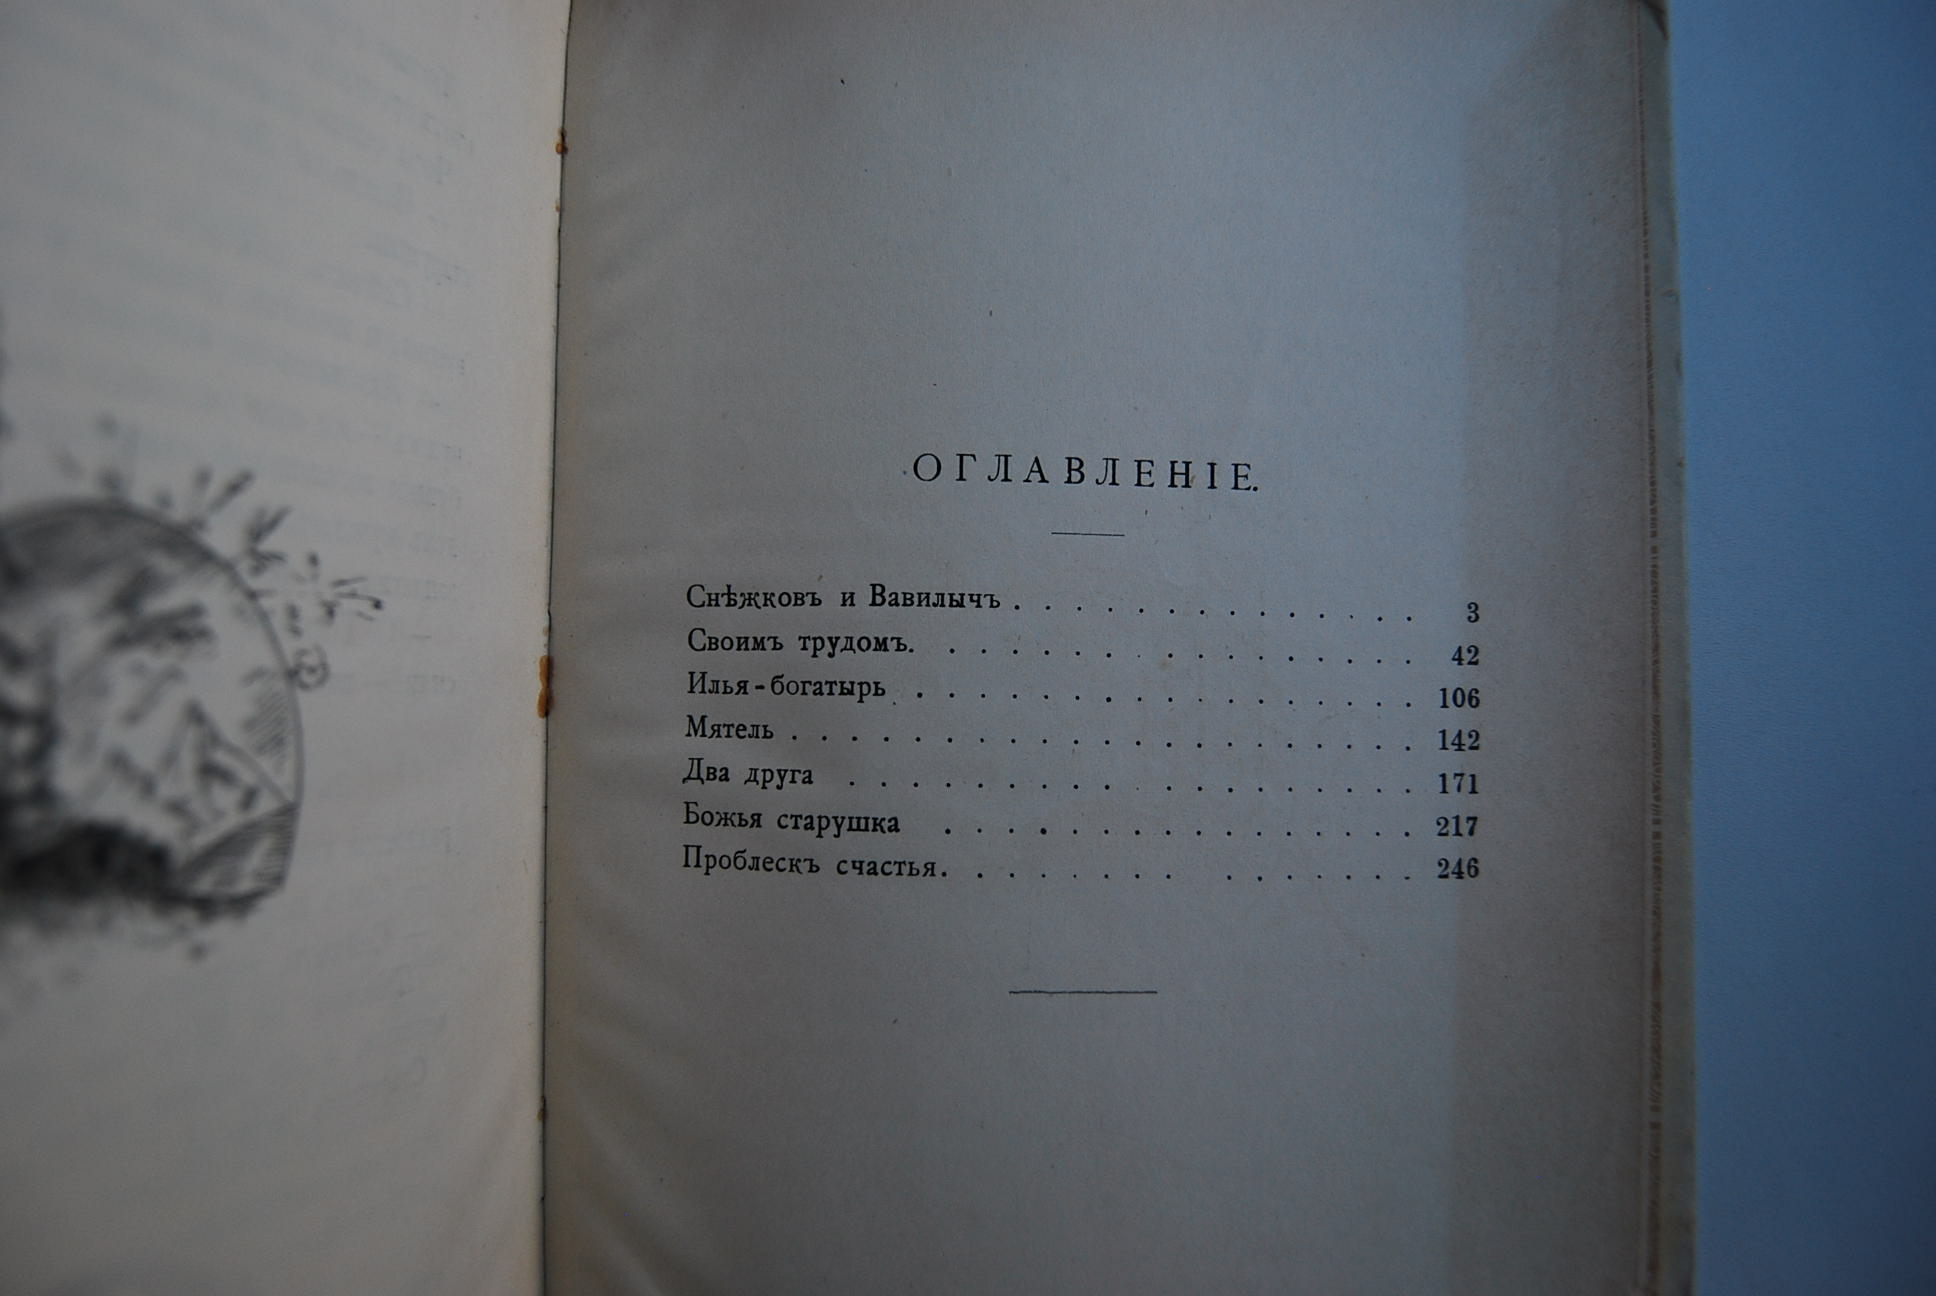 ОГЛАВЛЕНІЕ.
Снѣжковъ и Вавилычъ . . . . . . . . . . . . . . 3
Своимъ трудомъ. . . . . . . . . . . . . . . . . 42
Илья-богатырь . . . . . . . . . . . . . . . . . 106
Мятель . . . . . . . . . . . . . . . . . . . . . 142
Два друга . . . . . . . . . . . . . . . . . . . 171
Божья старушка . . . . . . . . . . . . . . . . 217
Проблескъ счастья. . . . . . . . . . . . . . . 246